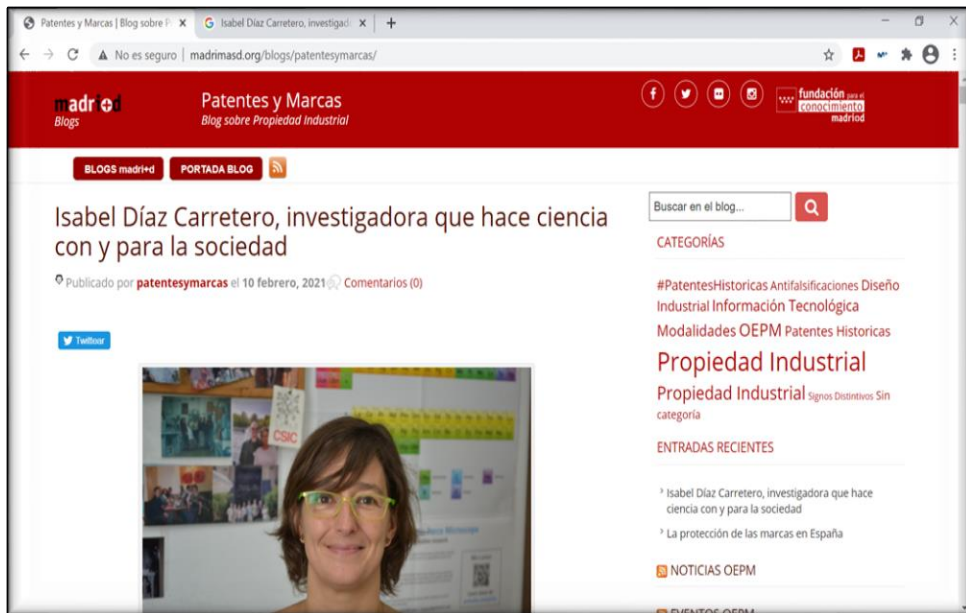 Patentes y Marcas | Blog sobre P
Isabel Díaz Carretero, investigad
No es seguro | madrimasd.org/blogs/patentesymarcas/
madri+d
Blogs
Patentes y Marcas
Blog sobre Propiedad Industrial
fundación para el
conocimiento
madriod
BLOGS madri+d
PORTADA BLOG
Isabel Díaz Carretero, investigadora que hace ciencia
con y para la sociedad
Publicado por patentesymarcas el 10 febrero, 2021 Comentarios (0)
Twittear
CSIC
Buscar en el blog...
CATEGORÍAS
#PatentesHistoricas Antifalsificaciones Diseño
Industrial Información Tecnológica
Modalidades OEPM Patentes Historicas
Propiedad Industrial
Propiedad Industrial Signos Distintivos Sin
categoría
ENTRADAS RECIENTES
Isabel Díaz Carretero, investigadora que hace
ciencia con y para la sociedad
La protección de las marcas en España
NOTICIAS OEPM
EVENTOS OEPM